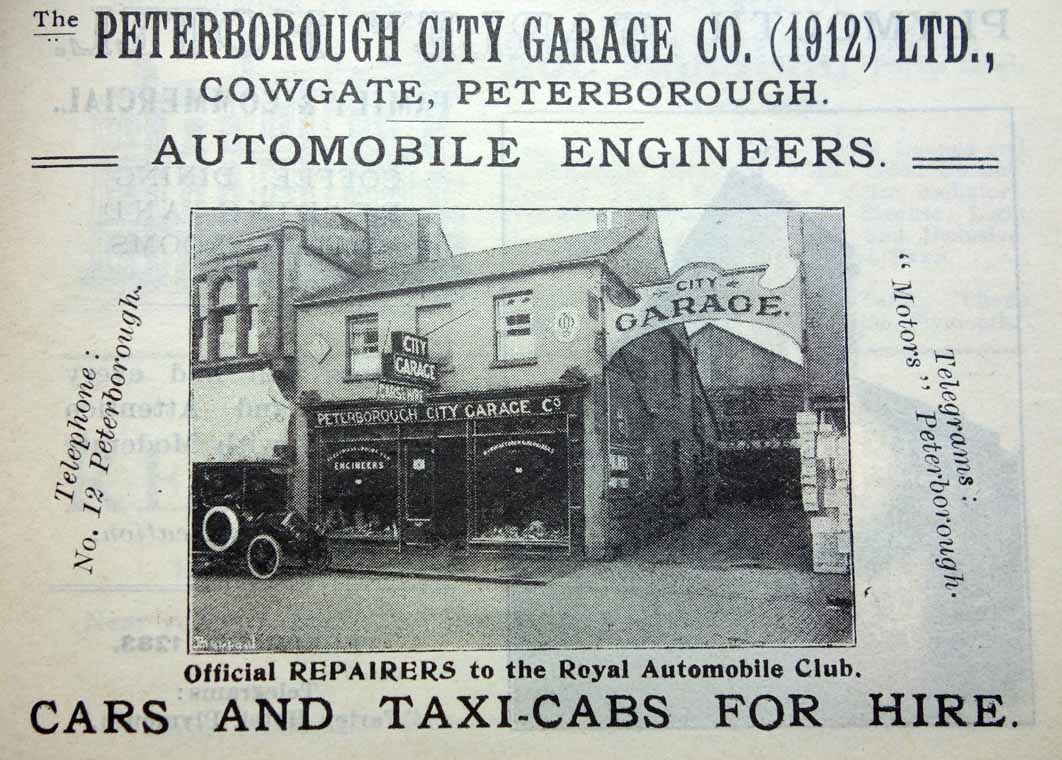 The PETERBOROUGH CITY GARAGE CO. (1912) LTD.,
COWGATE, PETERBOROUGH.
AUTOMOBILE ENGINEERS.
Telephone:
No. 12 Peterborough.
CITY
GARAGE.
CITY
GARAGE
PETERBOROUGH CITY GARAGE Co
ENGINEERS
Telegrams:
"Motors" Peterborough.
Official REPAIRERS to the Royal Automobile Club.
CARS AND TAXI-CABS FOR HIRE.